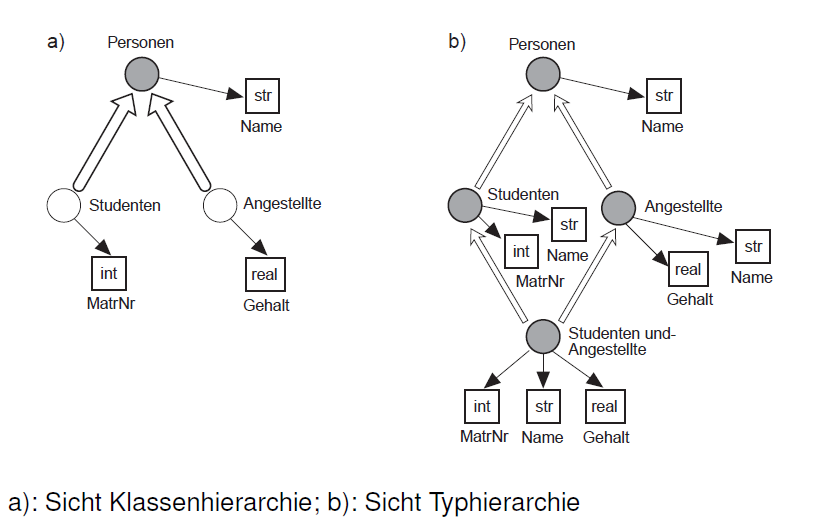 a)
Personen
str
Name
Studenten
Angestellte
int
MatrNr
real
Gehalt
b)
Personen
str
Name
Studenten
str
Name
int
MatrNr
Angestellte
str
Name
real
Gehalt
Studenten und-
Angestellte
int
str
real
MatrNr
Name
Gehalt
a): Sicht Klassenhierarchie; b): Sicht Typhierarchie